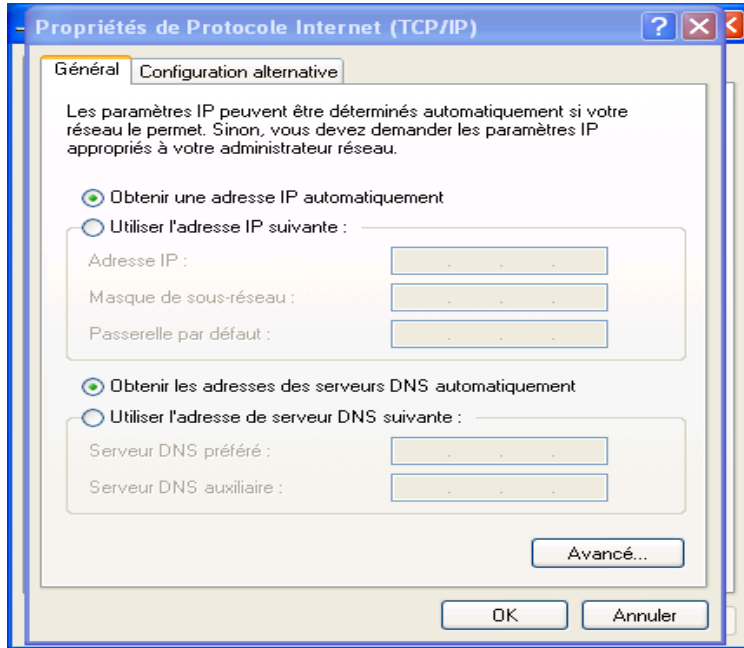 Propriétés de Protocole Internet (TCP/IP)
Général
Configuration alternative
Les paramètres IP peuvent être déterminés automatiquement si votre
réseau le permet. Sinon, vous devez demander les paramètres IP
appropriés à votre administrateur réseau.
Obtenir une adresse IP automatiquement
Utiliser l'adresse IP suivante :
Adresse IP :
Masque de sous-réseau :
Passerelle par défaut :
Obtenir les adresses des serveurs DNS automatiquement
Utiliser l'adresse de serveur DNS suivante :
Serveur DNS préféré :
Serveur DNS auxiliaire :
Avancé...
OK
Annuler